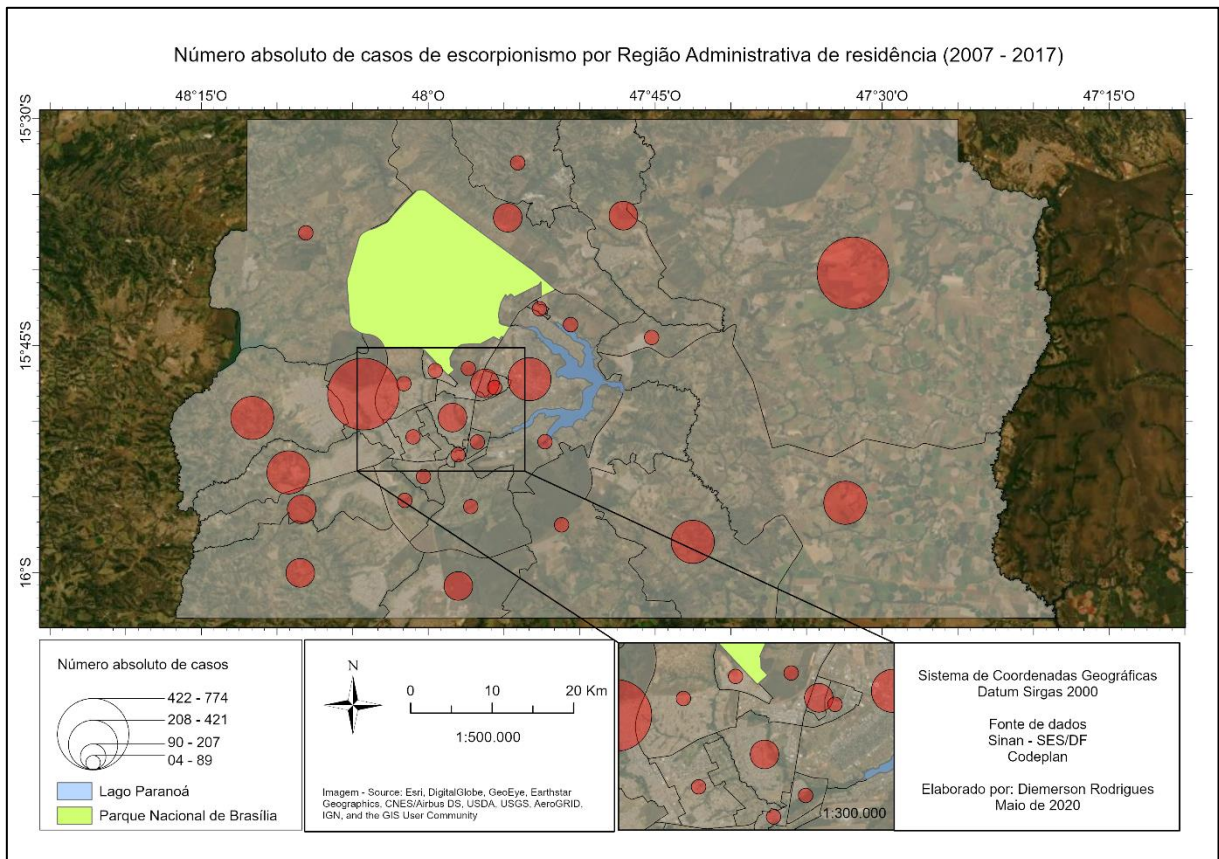 Número absoluto de casos de escorpionismo por Região Administrativa de residência (2007 - 2017)
48°15'O
48°O
47°45'O
47°30'O
47°15'O
15°30'S
15°45'S
16°S
Número absoluto de casos
422 - 774
208 - 421
90 - 207
04 - 89
Lago Paranoá
Parque Nacional de Brasília
N
0 10 20 Km
1:500.000
Imagem - Source: Esri, DigitalGlobe, GeoEye, Earthstar
Geographics, CNES/Airbus DS, USDA, USGS, AeroGRID,
IGN, and the GIS User Community
1:300.000
Sistema de Coordenadas Geográficas
Datum Sirgas 2000
Fonte de dados
Sinan - SES/DF
Codeplan
Elaborado por: Diemerson Rodrigues
Maio de 2020